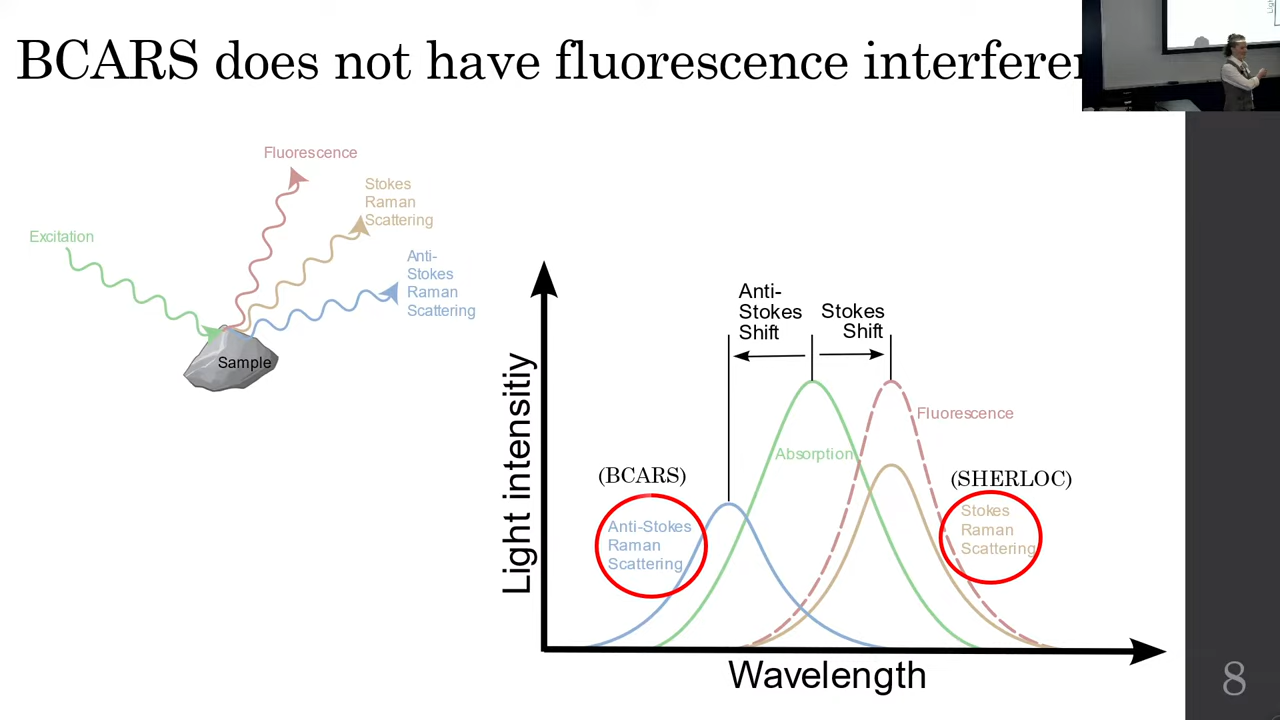 BCARS does not have fluorescence interferen
Fluorescence
Stokes
Raman
Scattering
Excitation
Anti-
Stokes
Raman
Scattering
Sample
Anti-
Stokes
Shift
Stokes
Shift
Light intensitiy
Fluorescence
Absorption
(BCARS)
Anti-Stokes
Raman
Scattering
(SHERLOC)
Stokes
Raman
Scattering
Wavelength
8